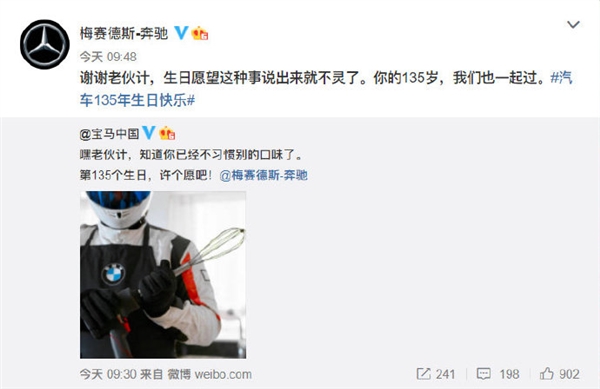 梅赛德斯-奔驰
今天 09:48
谢谢老伙计，生日愿望这种事说出来就不灵了。你的135岁，我们也一起过。#汽
车135年生日快乐#
@宝马中国
嘿老伙计，知道你已经不习惯别的口味了。
第135个生日，许个愿吧！@梅赛德斯-奔驰
BMW
今天 09:30 来自 微博 weibo.com
241 198 902